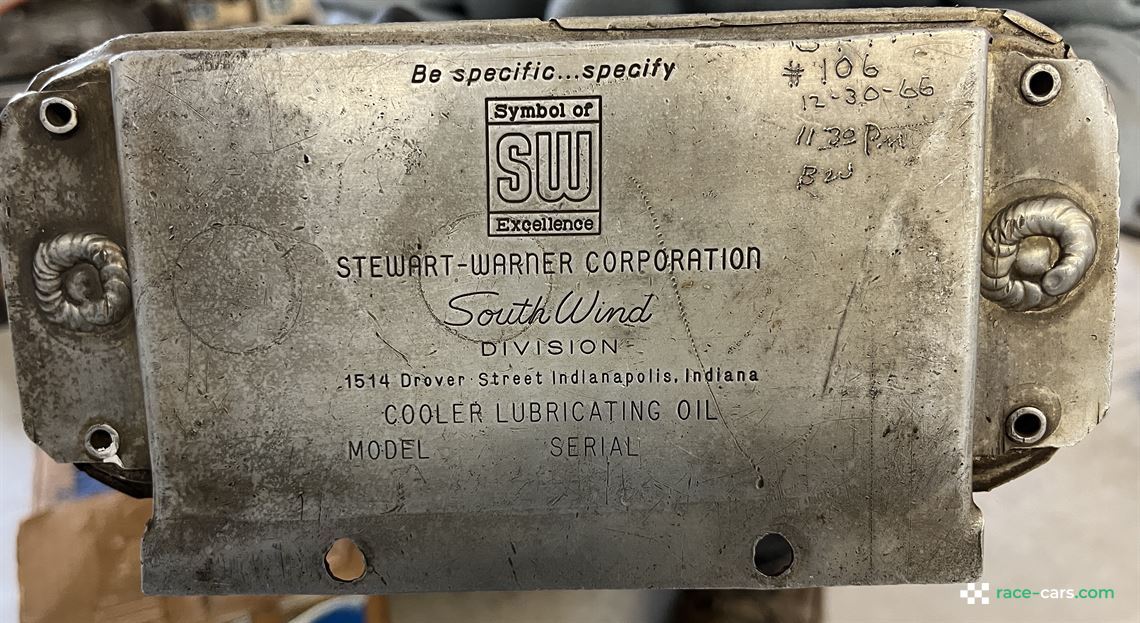 Be specific...specify
Symbol of
SW
Excellence
STEWART-WARNER CORPORATION
South Wind
DIVISION
1514 Drover Street Indianapolis, Indiana
COOLER LUBRICATING OIL
MODEL SERIAL
# 106
12-30-66
11 30 Pm
race-cars.com